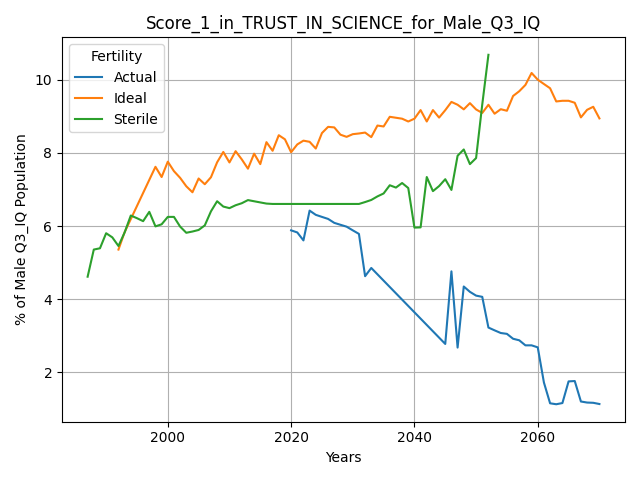 Score_1_in_TRUST_IN_SCIENCE_for_Male_Q3_IQ
Fertility
Actual
Ideal
Sterile
% of Male Q3_IQ Population
10
8
6
4
2
2000
2020
2040
2060
Years